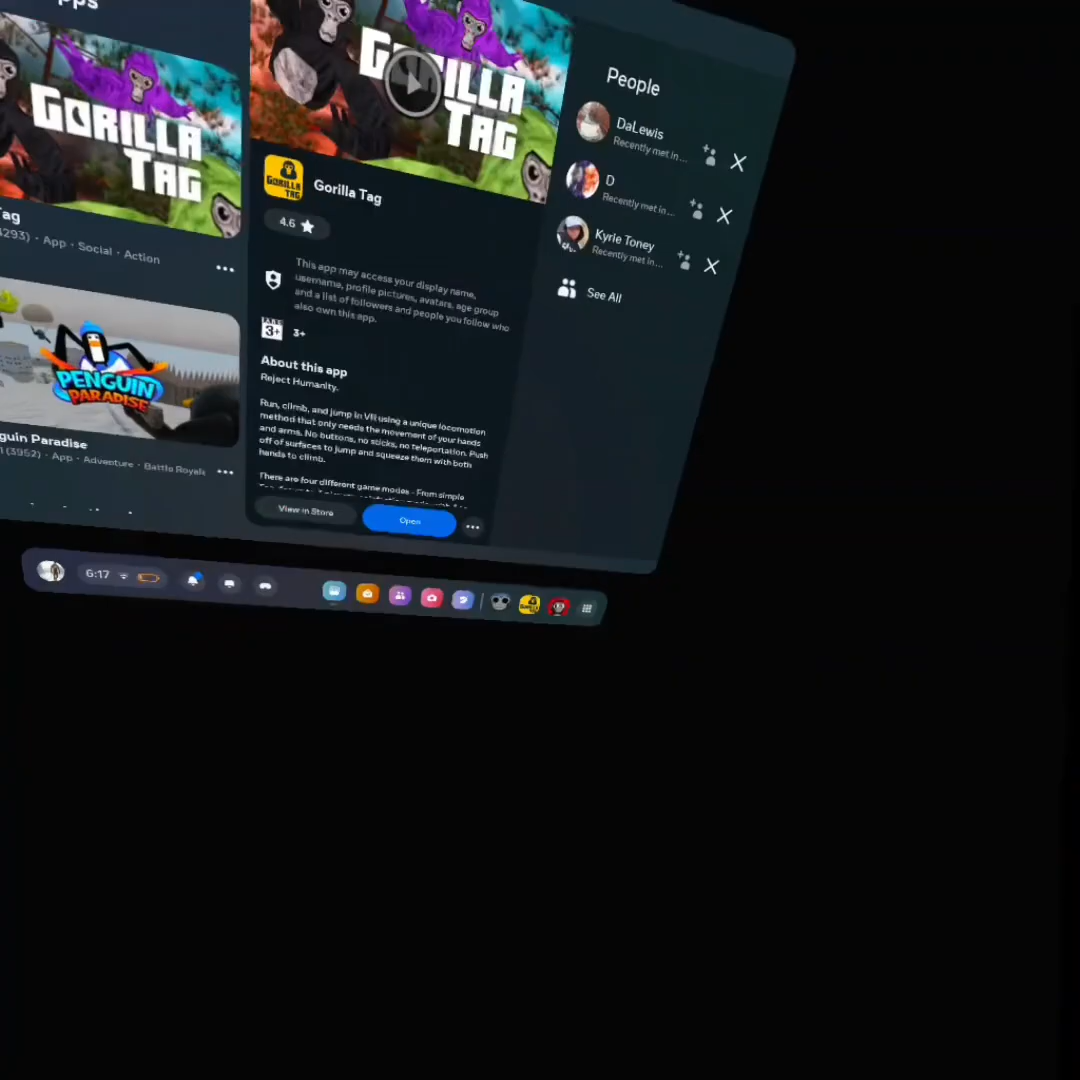 GORILLA
TAG
Tag
· App · Social · Action
PENGUIN
PARADISE
guin Paradise
(3952) · App · Adventure · Battle Royale
GORILLA
TAG
GORILLA
TAG
Gorilla Tag
4.6
This app may access your display name,
username, profile pictures, avatars, age group
and a list of followers and people you follow who
also own this app.
3+
3+
About this app
Reject Humanity.
Run, climb, and jump in VR using a unique locomotion
method that only needs the movement of your hands
and arms. No buttons, no sticks, no teleportation. Push
off of surfaces to jump and squeeze them with both
hands to climb.
There are four different game modes - From simple
View in Store
Open
People
DaLewis
Recently met in...
D
Recently met in...
Kyrie Toney
Recently met in...
See All
6:17